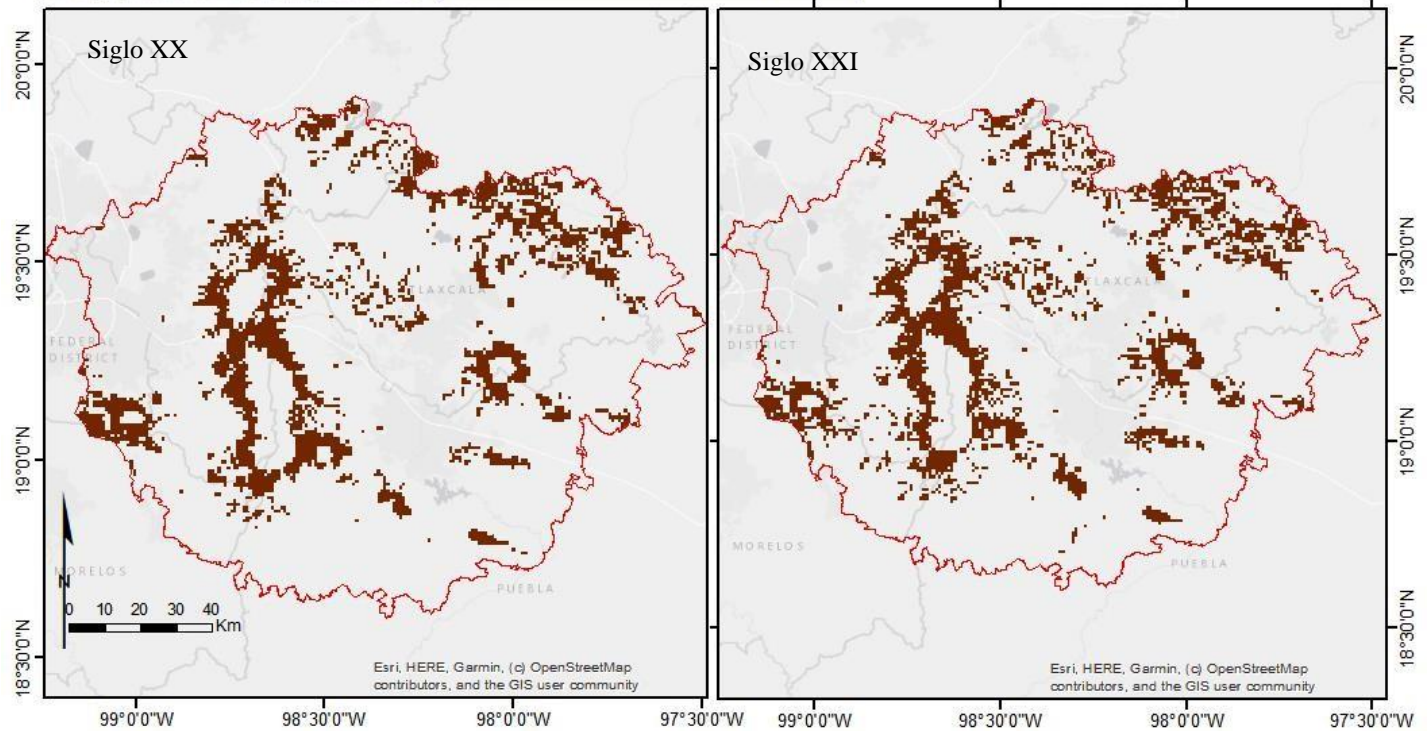 Siglo XX
Siglo XXI
20°0'0"N
19°30'0"N
19°0'0"N
18°30'0"N
20°0'0"N
19°30'0"N
19°0'0"N
18°30'0"N
TLAXCALA
TLAXCALA
FEDERAL
DISTRICT
FEDERAL
DISTRICT
MORELOS
MORELOS
PUEBLA
PUEBLA
N
0 10 20 30 40
Km
Esri, HERE, Garmin, (c) OpenStreetMap
contributors, and the GIS user community
Esri, HERE, Garmin, (c) OpenStreetMap
contributors, and the GIS user community
99°0'0"W 98°30'0"W 98°0'0"W 97°30'0"W
99°0'0"W 98°30'0"W 98°0'0"W 97°30'0"W